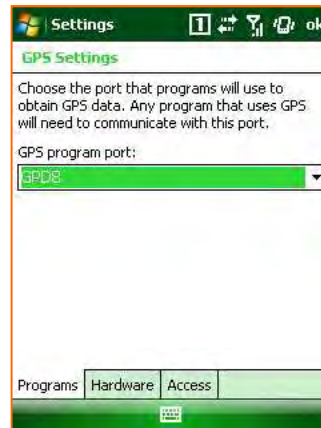 Settings 1 ok
GPS Settings
Choose the port that programs will use to
obtain GPS data. Any program that uses GPS
will need to communicate with this port.
GPS program port:
GPD8
Programs Hardware Access